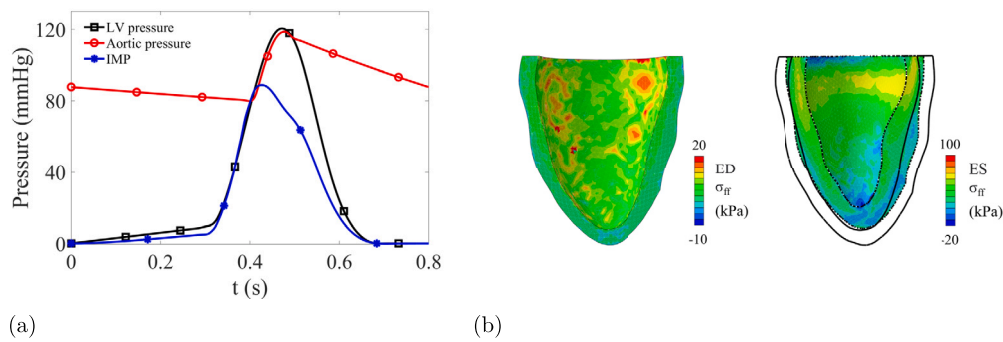 LV pressure
Aortic pressure
IMP
Pressure (mmHg)
120
80
40
0
0 0.2 0.4 0.6 0.8
t (s)
(a)
20
ED
σff
(kPa)
-10
100
ES
σff
(kPa)
-20
(b)